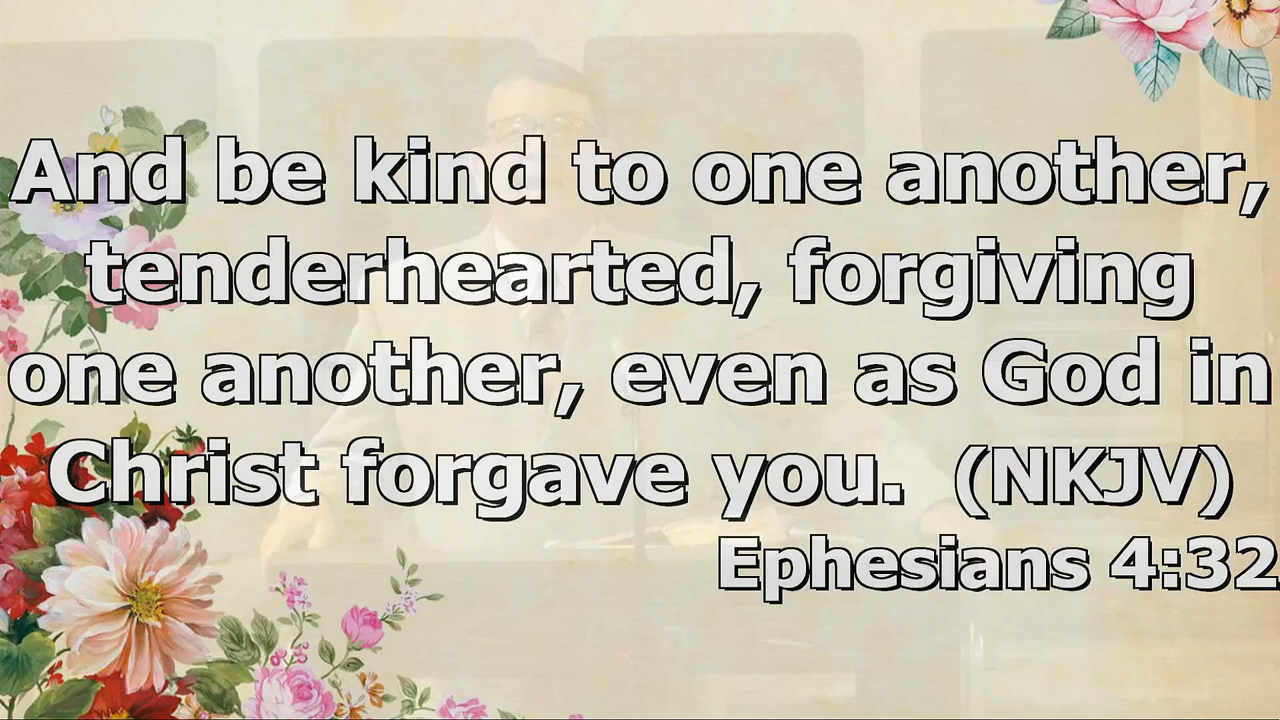 And be kind to one another,
tenderhearted, forgiving
one another, even as God in
Christ forgave you.  (NKJV)
Ephesians 4:32